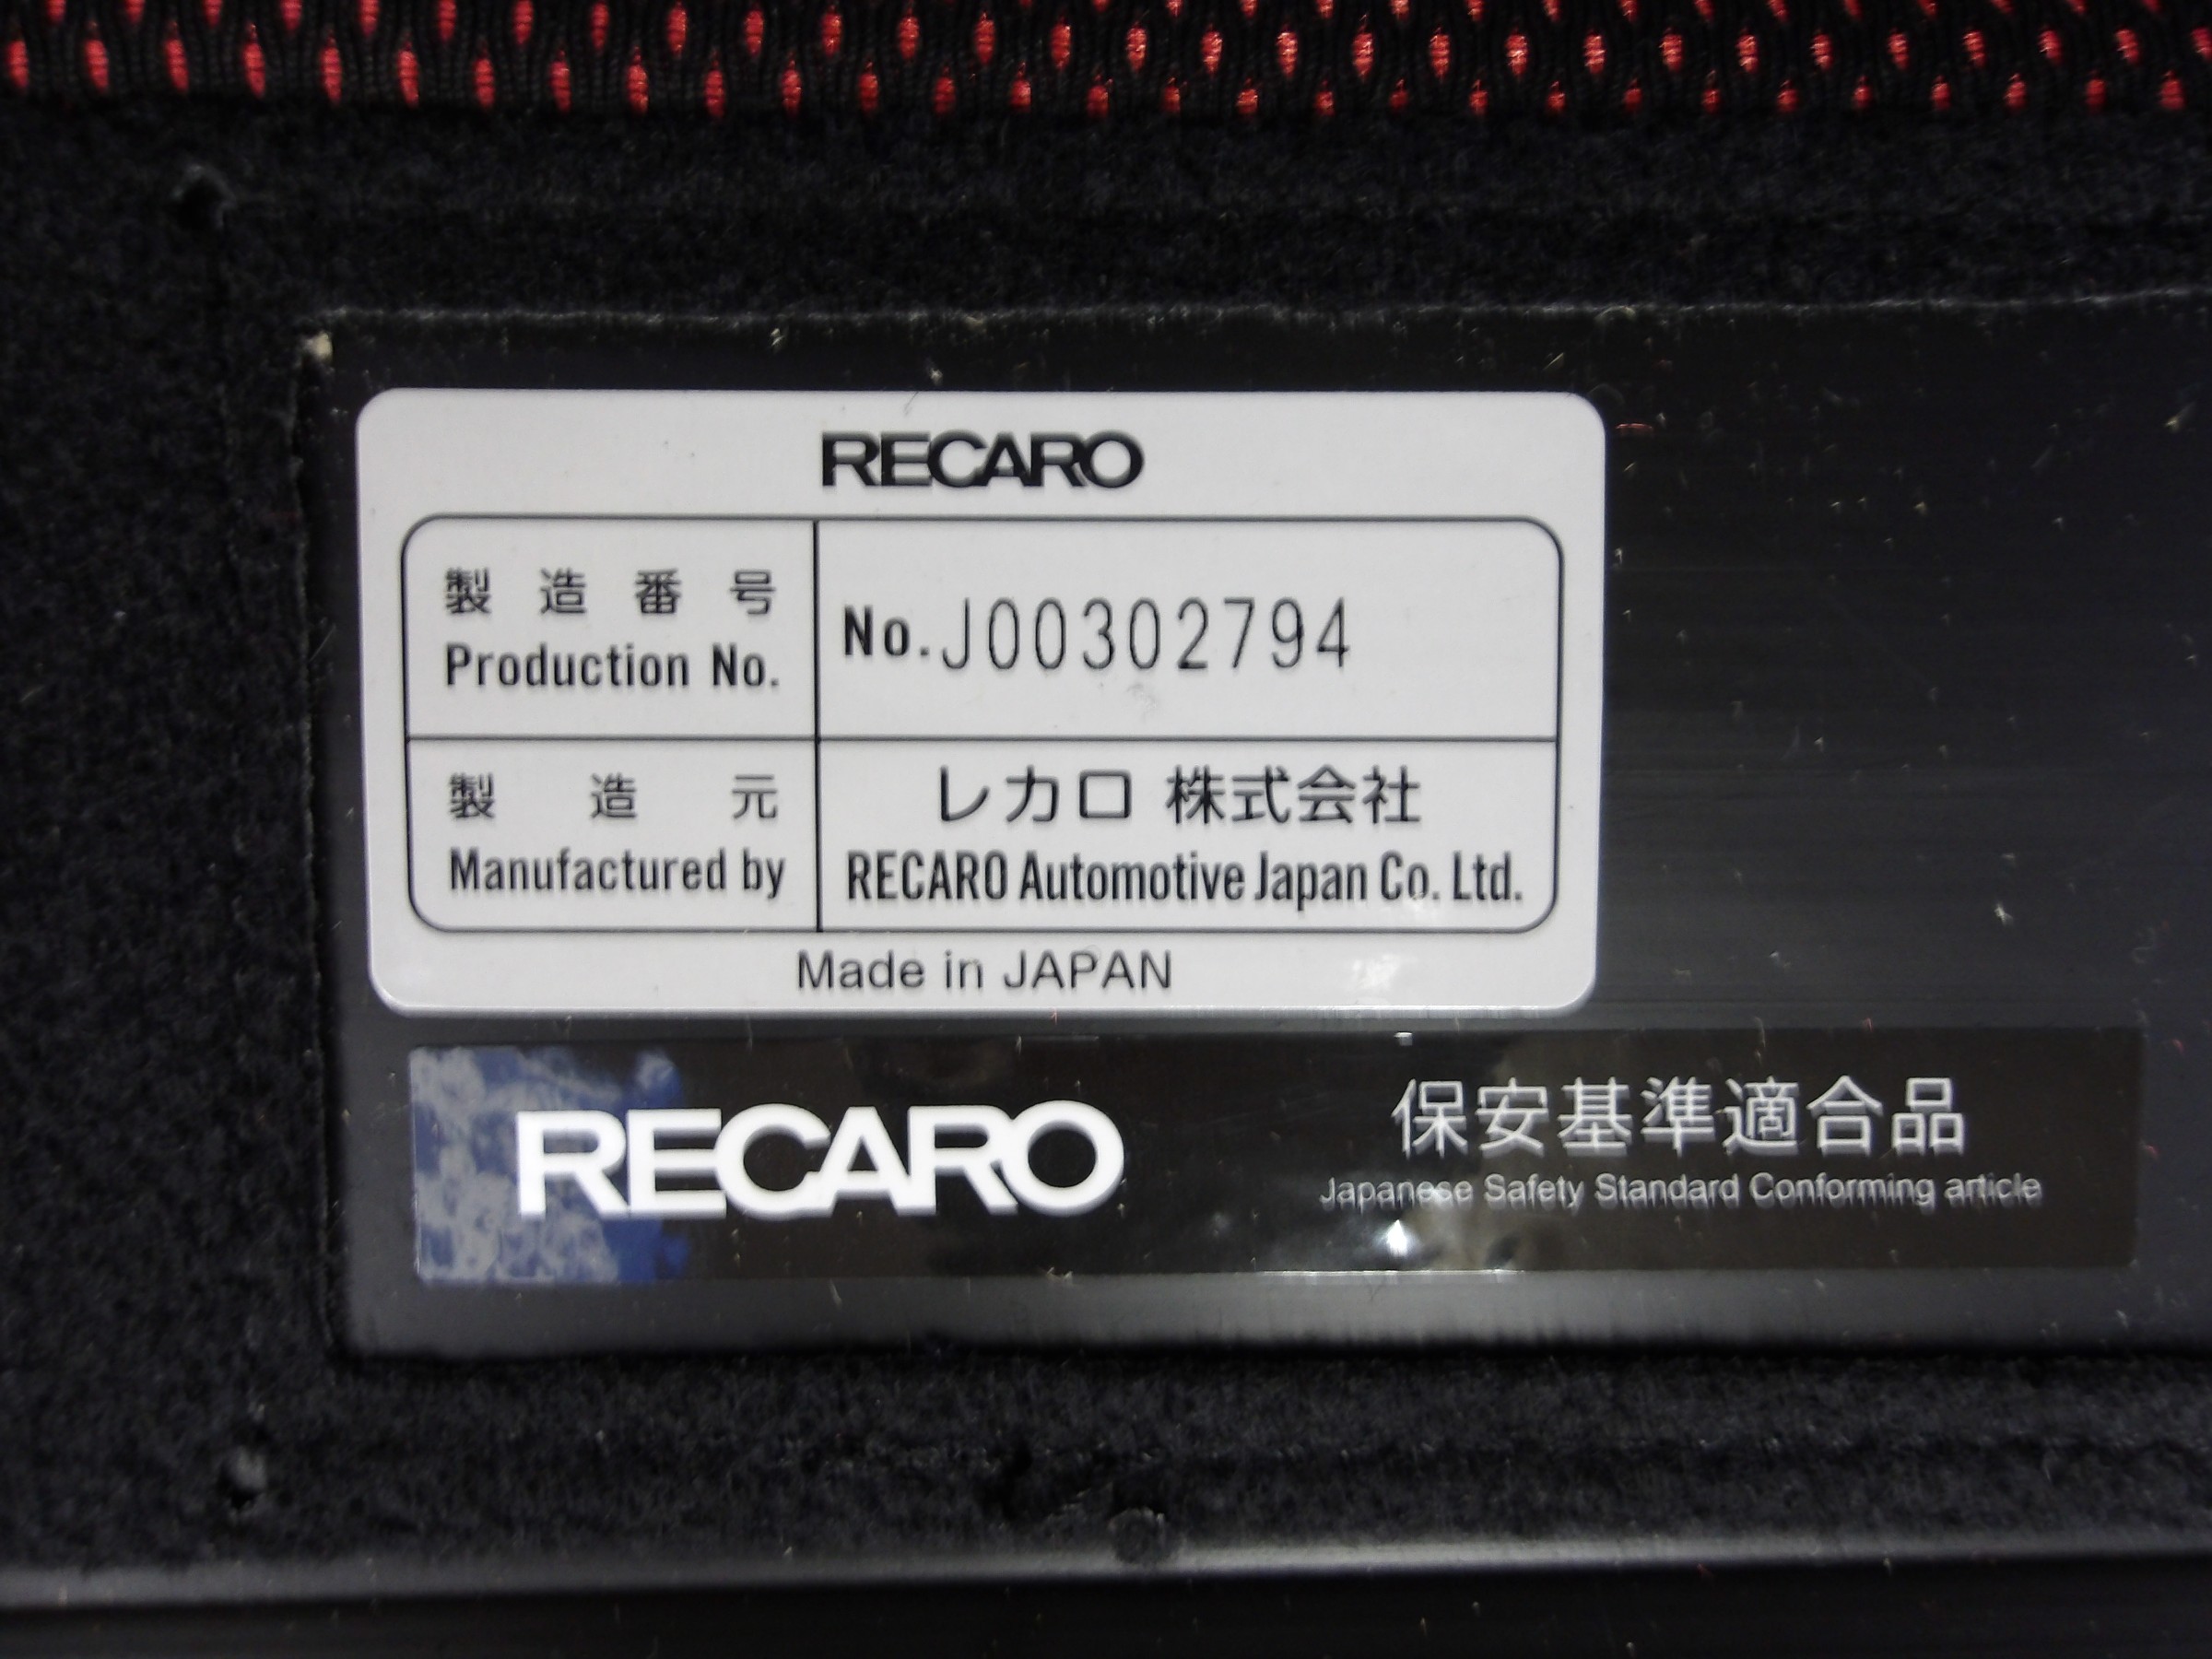 RECARO
製造番号
Production No.
No. J00302794
製造元
Manufactured by
レカロ 株式会社
RECARO Automotive Japan Co. Ltd.
Made in JAPAN
RECARO
保安基準適合品
Japanese Safety Standard Conforming article